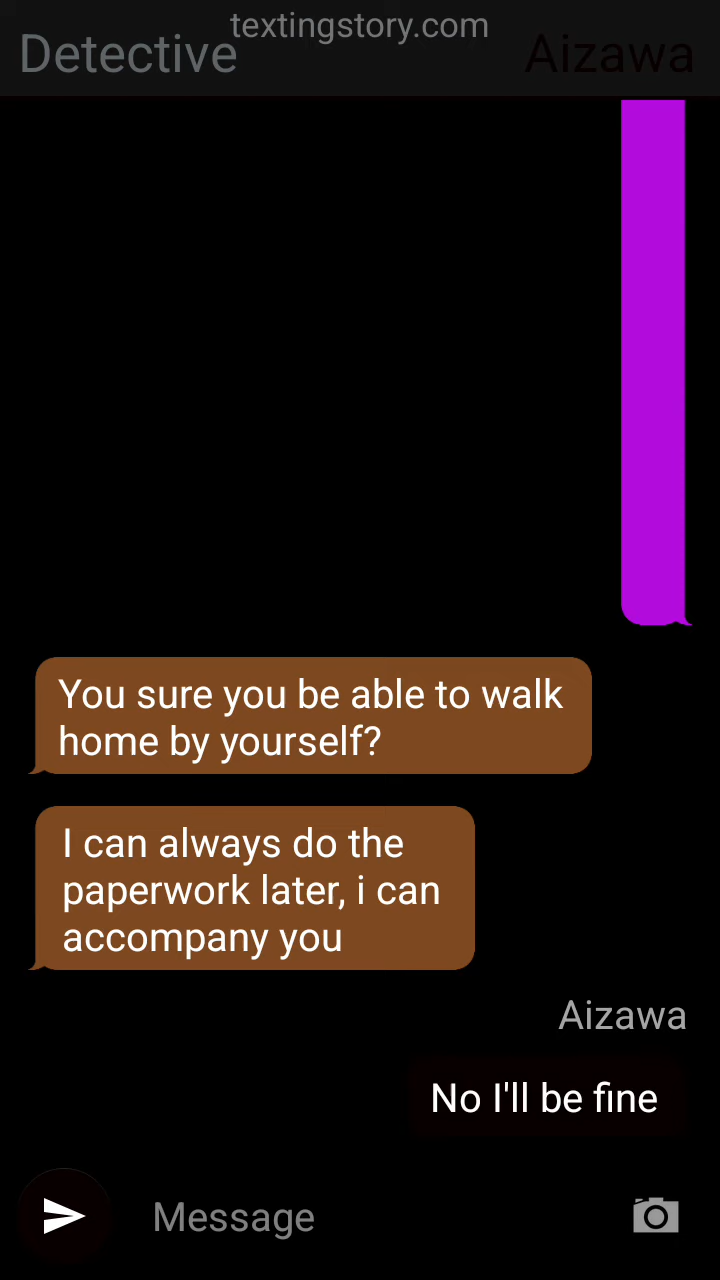 textingstory.com
Detective
Aizawa
You sure you be able to walk
home by yourself?
I can always do the
paperwork later, i can
accompany you
Aizawa
No I'll be fine
Message